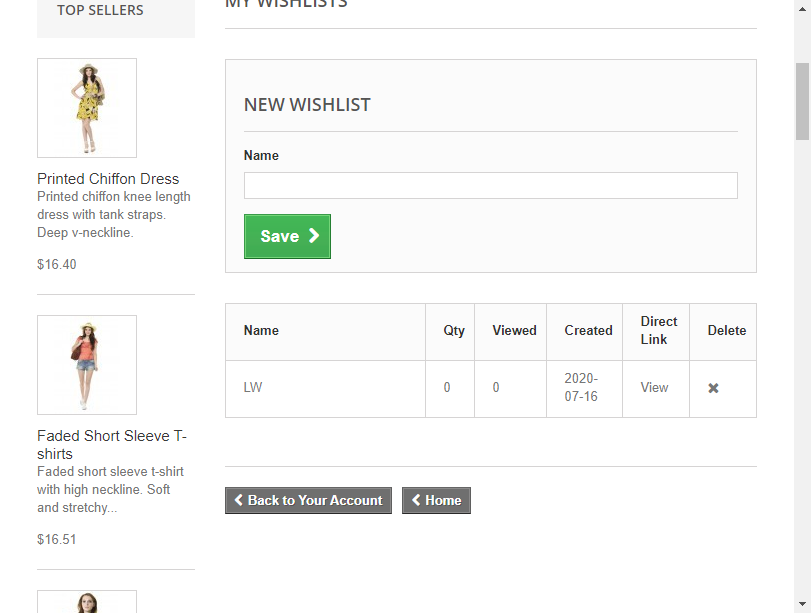 TOP SELLERS
Printed Chiffon Dress
Printed chiffon knee length
dress with tank straps.
Deep v-neckline.
$16.40
Faded Short Sleeve T-
shirts
Faded short sleeve t-shirt
with high neckline. Soft
and stretchy...
$16.51
MY WISHLISTS
NEW WISHLIST
Name
Save
Name Qty Viewed Created Direct Link Delete
LW 0 0 2020-07-16 View
Back to Your Account Home